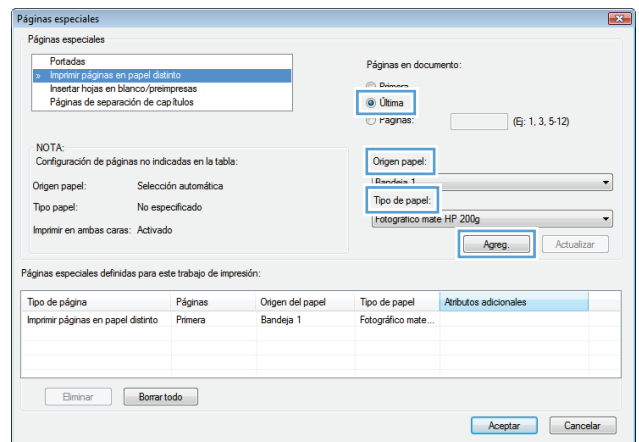 Páginas especiales
Páginas especiales
Portadas
» Imprimir páginas en papel distinto
Insertar hojas en blanco/preimpresas
Páginas de separación de capítulos
Páginas en documento:
Primera
Última
Páginas:
(Ej: 1, 3, 5-12)
NOTA:
Configuración de páginas no indicadas en la tabla:
Origen papel: Selección automática
Tipo papel: No especificado
Imprimir en ambas caras: Activado
Origen papel:
Bandeja 1
Tipo de papel:
Fotográfico mate HP 200g
Agreg. Actualizar
Páginas especiales definidas para este trabajo de impresión:
Tipo de página Páginas Origen del papel Tipo de papel Atributos adicionales
Imprimir páginas en papel distinto Primera Bandeja 1 Fotográfico mate...
Eliminar Borrar todo
Aceptar Cancelar